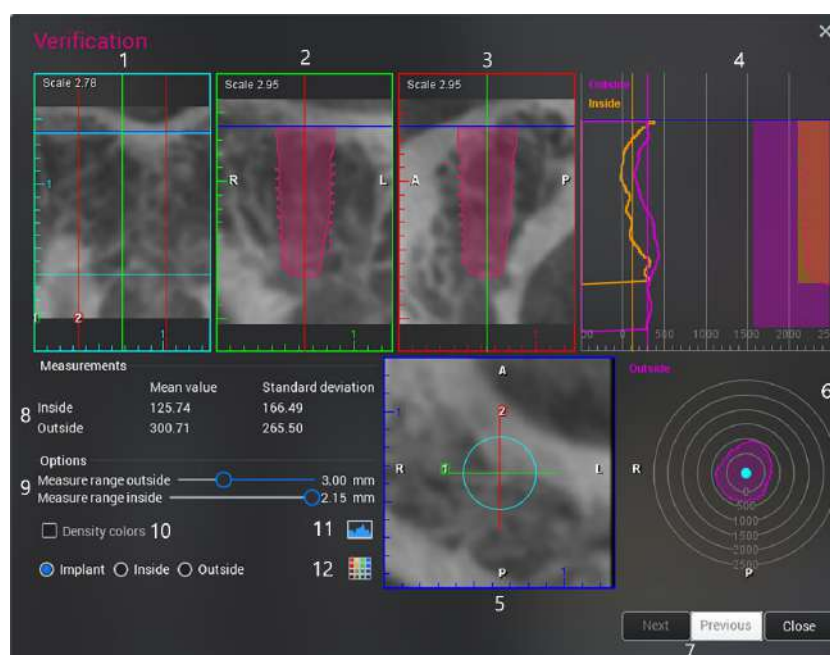 Verification
1
2
3
4
Scale 2.78
Scale 2.95
Scale 2.95
Outside
Inside
1
R
L
A
P
1
2
1
1
1
500
1000
1500
2000
Measurements
Mean value
Standard deviation
8
Inside
125.74
166.49
Outside
300.71
265.50
9
Options
Measure range outside
3.00 mm
Measure range inside
2.15 mm
Density colors
10
11
Implant
Inside
Outside
12
A
1
2
R
1
L
P
1
5
Outside
6
R
0
500
1000
1500
2000
2500
P
Next
Previous
Close
7